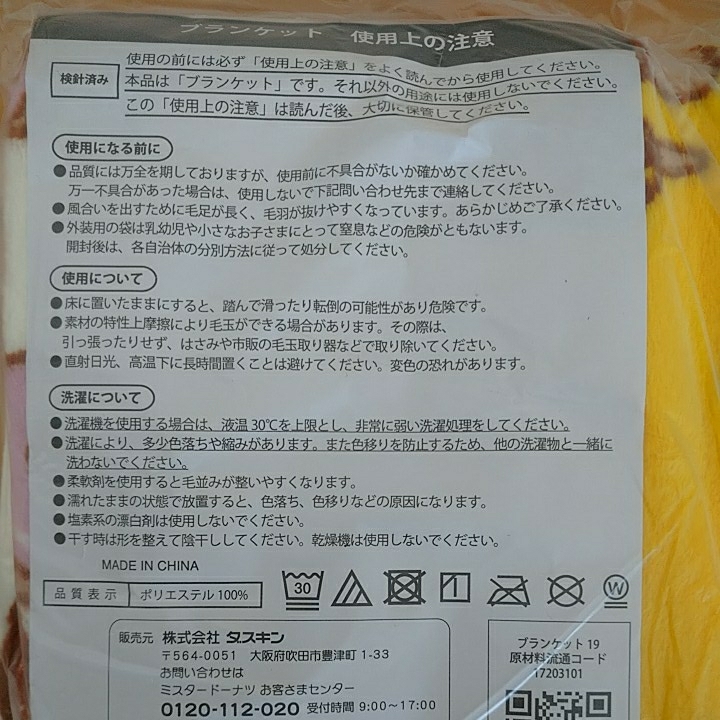 ブランケット 使用上の注意
検針済み
使用の前には必ず「使用上の注意」をよく読んでから使用してください。
本品は「ブランケット」です。それ以外の用途には使用しないでください。
この「使用上の注意」は読んだ後、大切に保管してください。
使用になる前に
●品質には万全を期しておりますが、使用前に不具合がないか確かめてください。
万一不具合があった場合は、使用しないで下記問い合わせ先まで連絡してください。
●風合いを出すために毛足が長く、毛羽が抜けやすくなっています。あらかじめご了承ください。
●外装用の袋は乳幼児や小さなお子さまにとって窒息などの危険がともないます。
開封後は、各自治体の分別方法に従って処分してください。
使用について
●床に置いたままにすると、踏んで滑ったり転倒の可能性があり危険です。
●素材の特性上摩擦により毛玉ができる場合があります。その際は、
引っ張ったりせず、はさみや市販の毛玉取り器などで取り除いてください。
●直射日光、高温下に長時間置くことは避けてください。変色の恐れがあります。
洗濯について
●洗濯機を使用する場合は、液温30℃を上限とし、非常に弱い洗濯処理をしてください。
●洗濯により、多少色落ちや縮みがあります。また色移りを防止するため、他の洗濯物と一緒に
洗わないでください。
●柔軟剤を使用すると毛並みが整いやすくなります。
●濡れたままの状態で放置すると、色落、色移りなどの原因になります。
●塩素系の漂白剤は使用しないでください。
●干す時は形を整えて陰干ししてください。乾燥機は使用しないでください。
MADE IN CHINA
品質表示 ポリエステル100%
30 W
販売元 株式会社 ダスキン
〒564-0051 大阪府吹田市豊津町1-33
お問い合わせは
ミスタードーナツ お客さまセンター
0120-112-020 受付時間 9:00〜17:00
ブランケット19
原材料流通コード
17203101